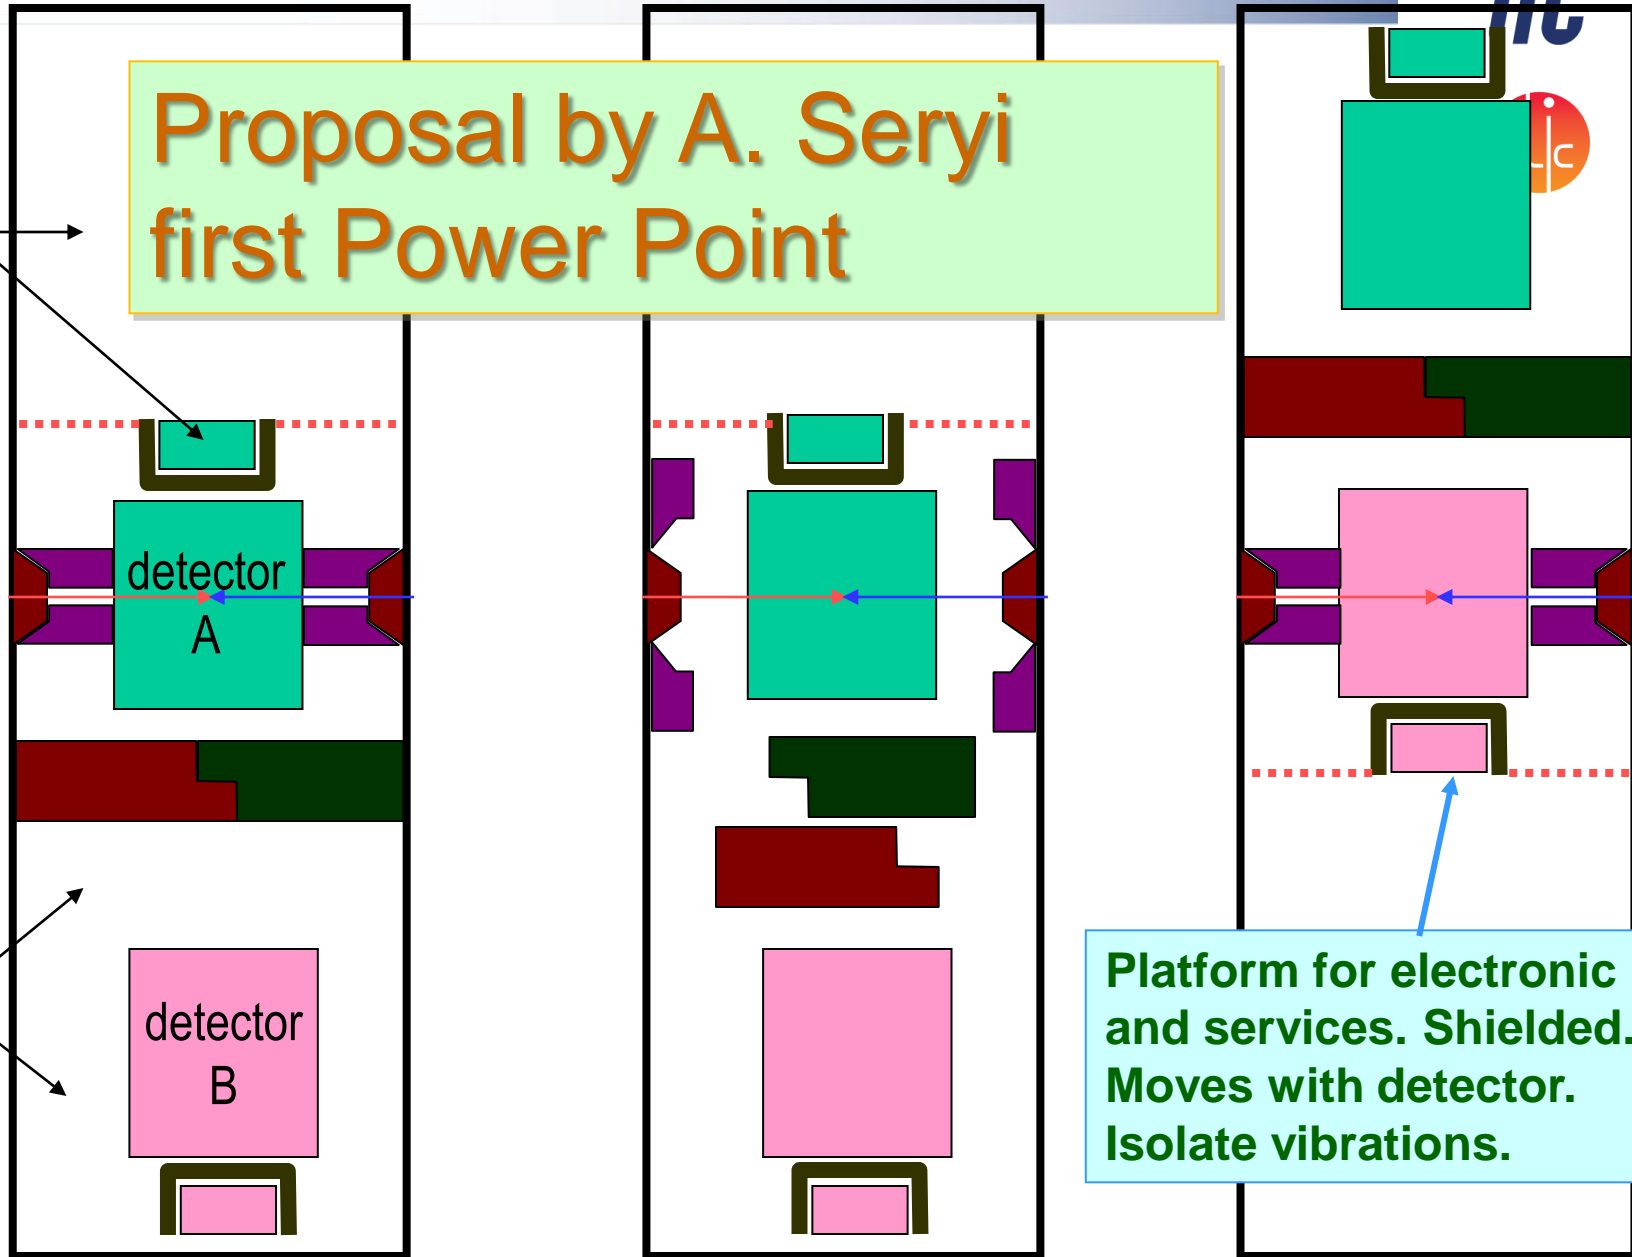 Proposal by A. Seryi
first Power Point
detector
A
detector
B
Platform for electronic
and services. Shielded.
Moves with detector.
Isolate vibrations.